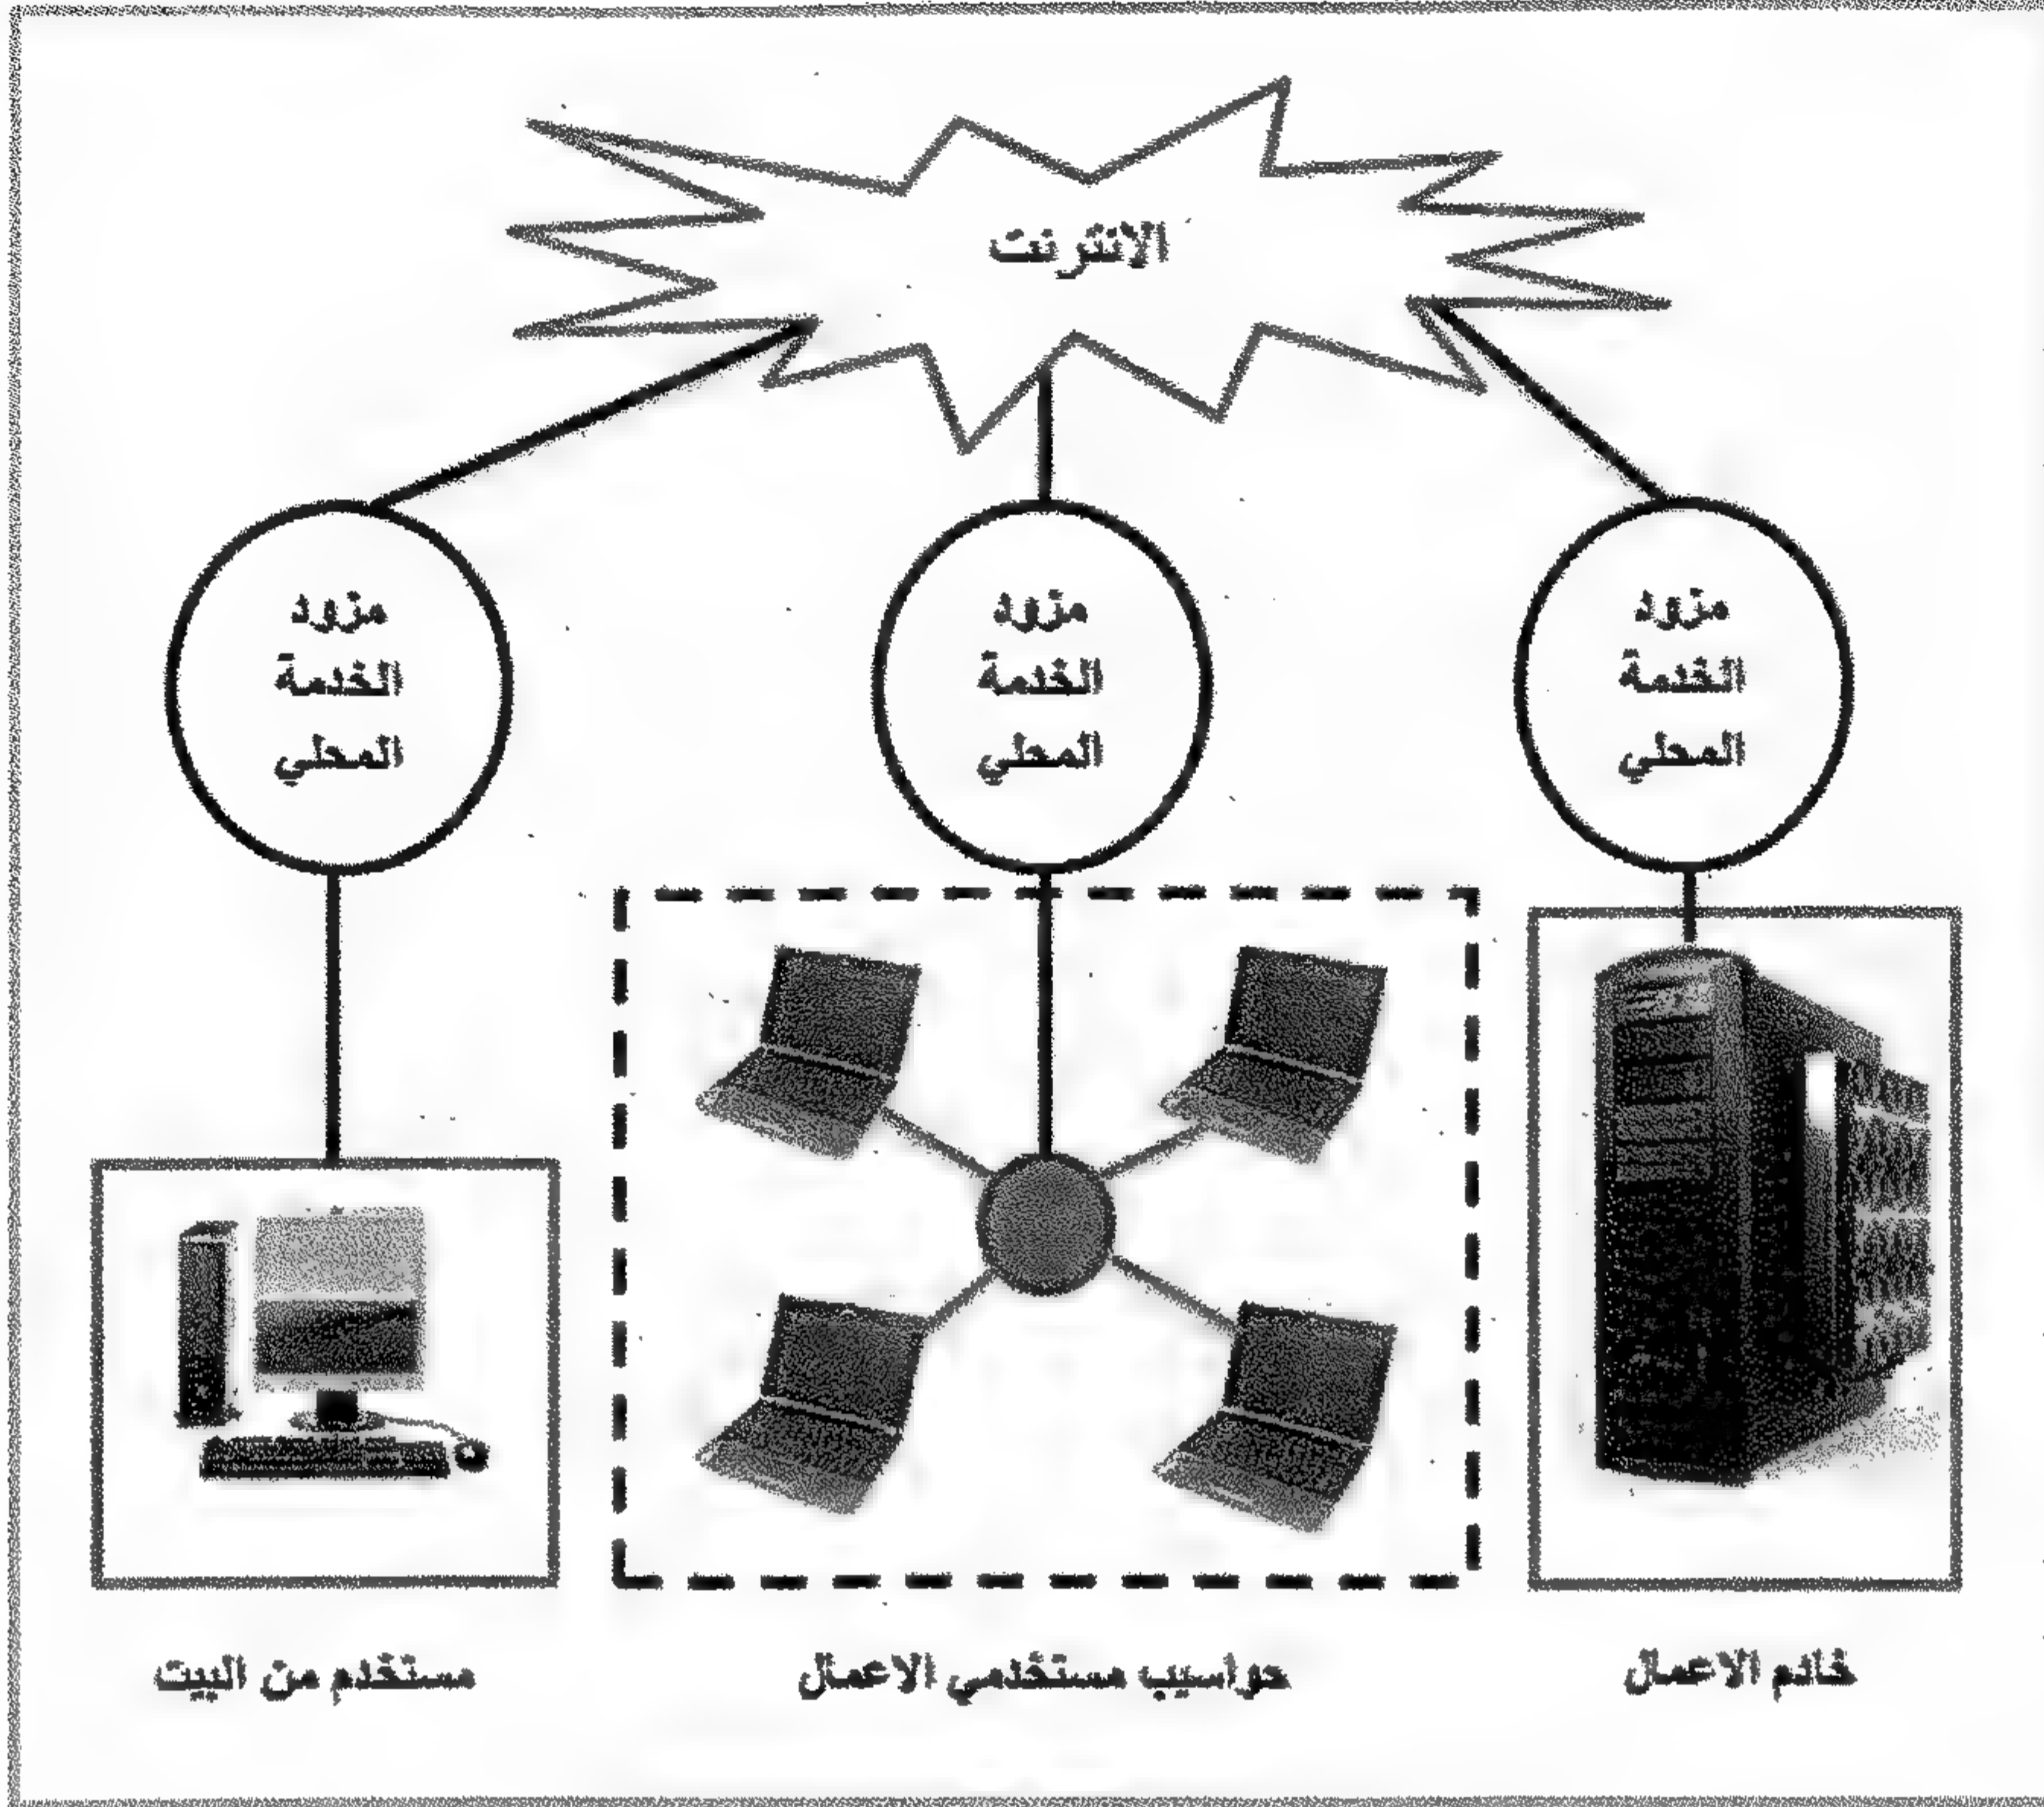 الانترنت
مزود
الخدمة
المحلي
مزود
الخدمة
المحلي
مزود
الخدمة
المحلي
خادم الاعمال
حواسيب مستخدمي الاعمال
مستخدم من البيت